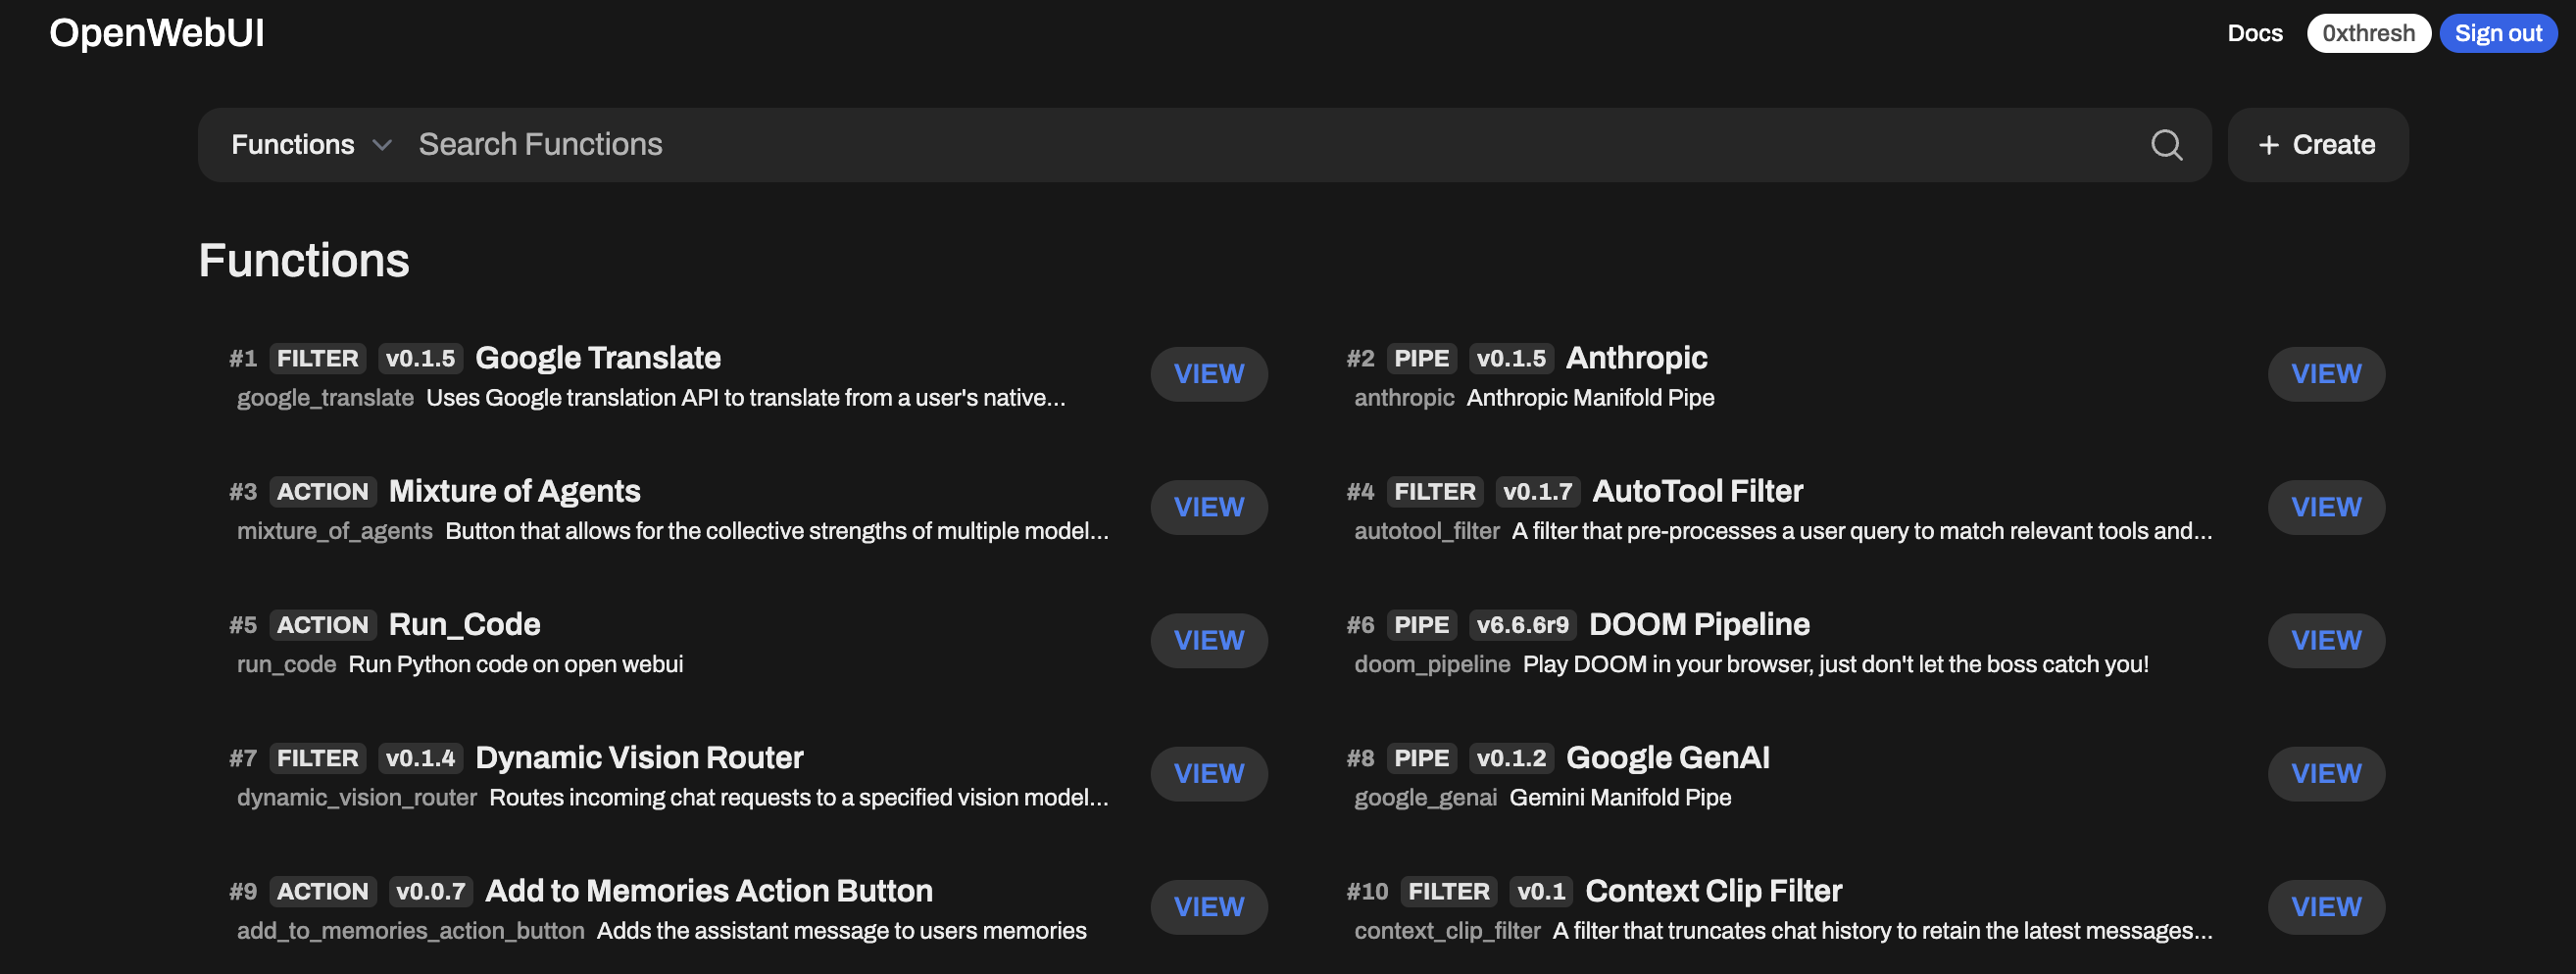 OpenWebUI Docs 0xthresh Sign out
Functions Search Functions + Create
Functions
#1 FILTER v0.1.5 Google Translate
google_translate Uses Google translation API to translate from a user's native...
VIEW
#2 PIPE v0.1.5 Anthropic
anthropic Anthropic Manifold Pipe
VIEW
#3 ACTION Mixture of Agents
mixture_of_agents Button that allows for the collective strengths of multiple model...
VIEW
#4 FILTER v0.1.7 AutoTool Filter
autotool_filter A filter that pre-processes a user query to match relevant tools and...
VIEW
#5 ACTION Run_Code
run_code Run Python code on open webui
VIEW
#6 PIPE v6.6.6r9 DOOM Pipeline
doom_pipeline Play DOOM in your browser, just don't let the boss catch you!
VIEW
#7 FILTER v0.1.4 Dynamic Vision Router
dynamic_vision_router Routes incoming chat requests to a specified vision model...
VIEW
#8 PIPE v0.1.2 Google GenAI
google_genai Gemini Manifold Pipe
VIEW
#9 ACTION v0.0.7 Add to Memories Action Button
add_to_memories_action_button Adds the assistant message to users memories
VIEW
#10 FILTER v0.1 Context Clip Filter
context_clip_filter A filter that truncates chat history to retain the latest messages...
VIEW